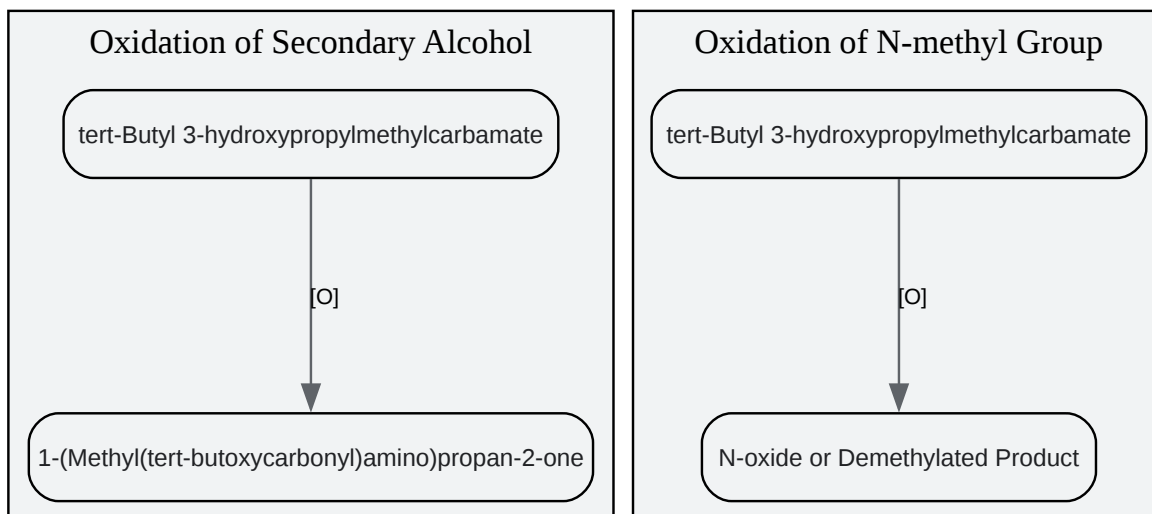 Oxidation of Secondary Alcohol
tert-Butyl 3-hydroxypropylmethylcarbamate
[O]
1-(Methyl(tert-butoxycarbonyl)amino)propan-2-one
Oxidation of N-methyl Group
tert-Butyl 3-hydroxypropylmethylcarbamate
[O]
N-oxide or Demethylated Product